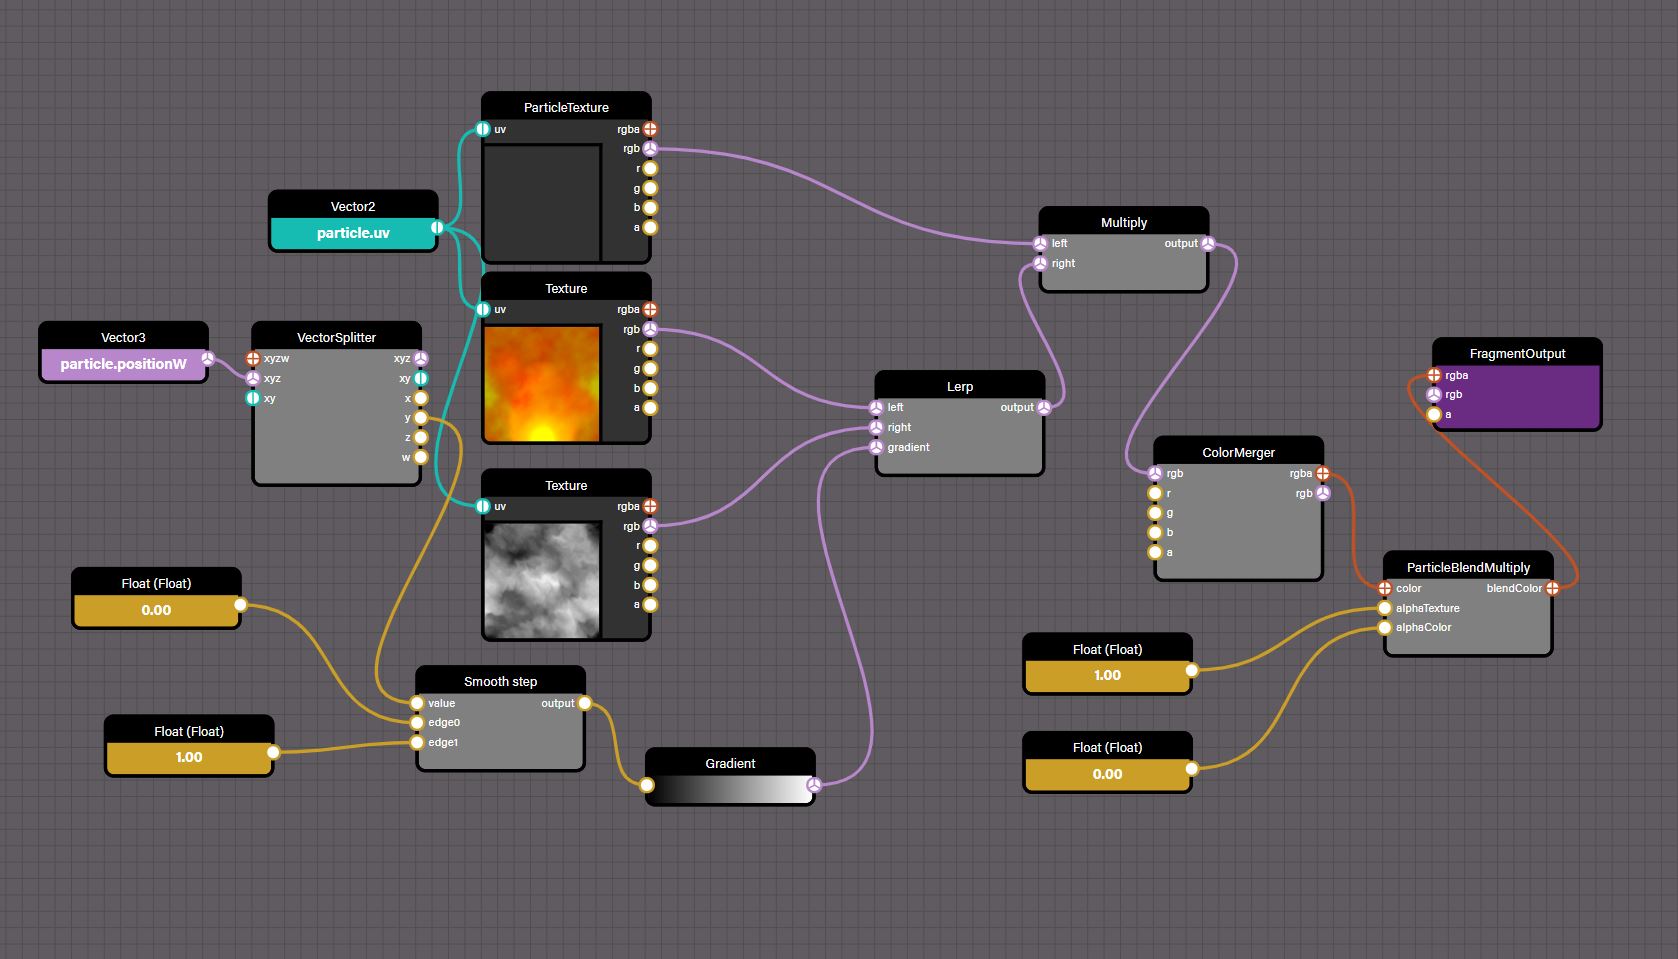 ParticleTexture
uv
rgba
rgb
r
g
b
a
Vector2
particle.uv
Texture
uv
rgba
rgb
r
g
b
a
Vector3
particle.positionW
VectorSplitter
xyzw
xyz
xyz
xy
xy
x
y
z
w
Texture
uv
rgba
rgb
r
g
b
a
Float (Float)
0.00
Float (Float)
1.00
Smooth step
value
output
edge0
edge1
Gradient
Lerp
left
output
right
gradient
Multiply
left
output
right
ColorMerger
rgb
rgba
r
rgb
g
b
a
Float (Float)
1.00
Float (Float)
0.00
ParticleBlendMultiply
color
blendColor
alphaTexture
alphaColor
FragmentOutput
rgba
rgb
a